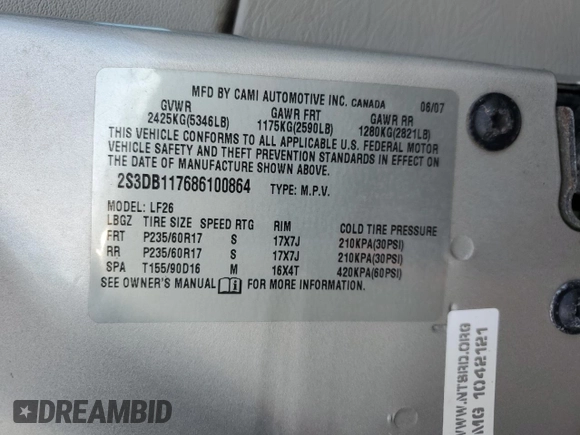 MFD BY CAMI AUTOMOTIVE INC. CANADA 06/07
GVWR GAWR FRT GAWR RR
2425KG(5346LB) 1175KG(2590LB) 1280KG(2821LB)
THIS VEHICLE CONFORMS TO ALL APPLICABLE U.S. FEDERAL MOTOR
VEHICLE SAFETY AND THEFT PREVENTION STANDARDS IN EFFECT ON
THE DATE OF MANUFACTURE SHOWN ABOVE.
2S3DB117686100864 TYPE: M.P.V.
MODEL: LF26
LBGZ TIRE SIZE SPEED RTG RIM COLD TIRE PRESSURE
FRT P235/60R17 S 17X7J 210KPA(30PSI)
RR P235/60R17 S 17X7J 210KPA(30PSI)
SPA T155/90D16 M 16X4T 420KPA(60PSI)
SEE OWNER'S MANUAL FOR MORE INFORMATION.
WWW.NTBRD.ORG
1042121
DREAMBID